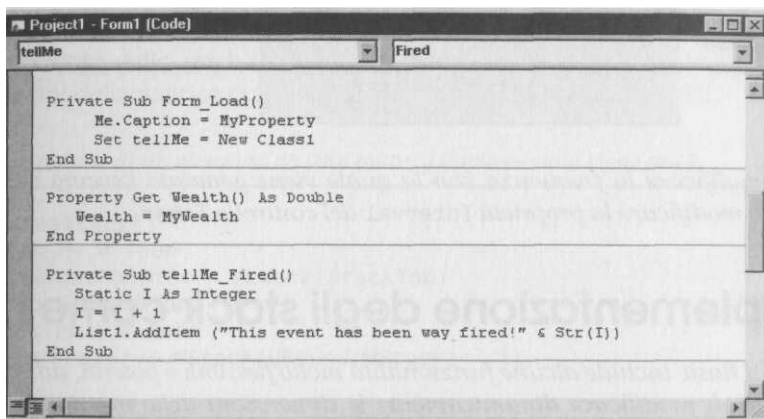 Project1 - Form1 (Code)
tellMe
Fired
Private Sub Form_Load()
Me.Caption = MyProperty
Set tellMe = New Class1
End Sub
Property Get Wealth() As Double
Wealth = MyWealth
End Property
Private Sub tellMe_Fired()
Static I As Integer
I = I + 1
List1.AddItem ("This event has been way fired!" & Str(I))
End Sub